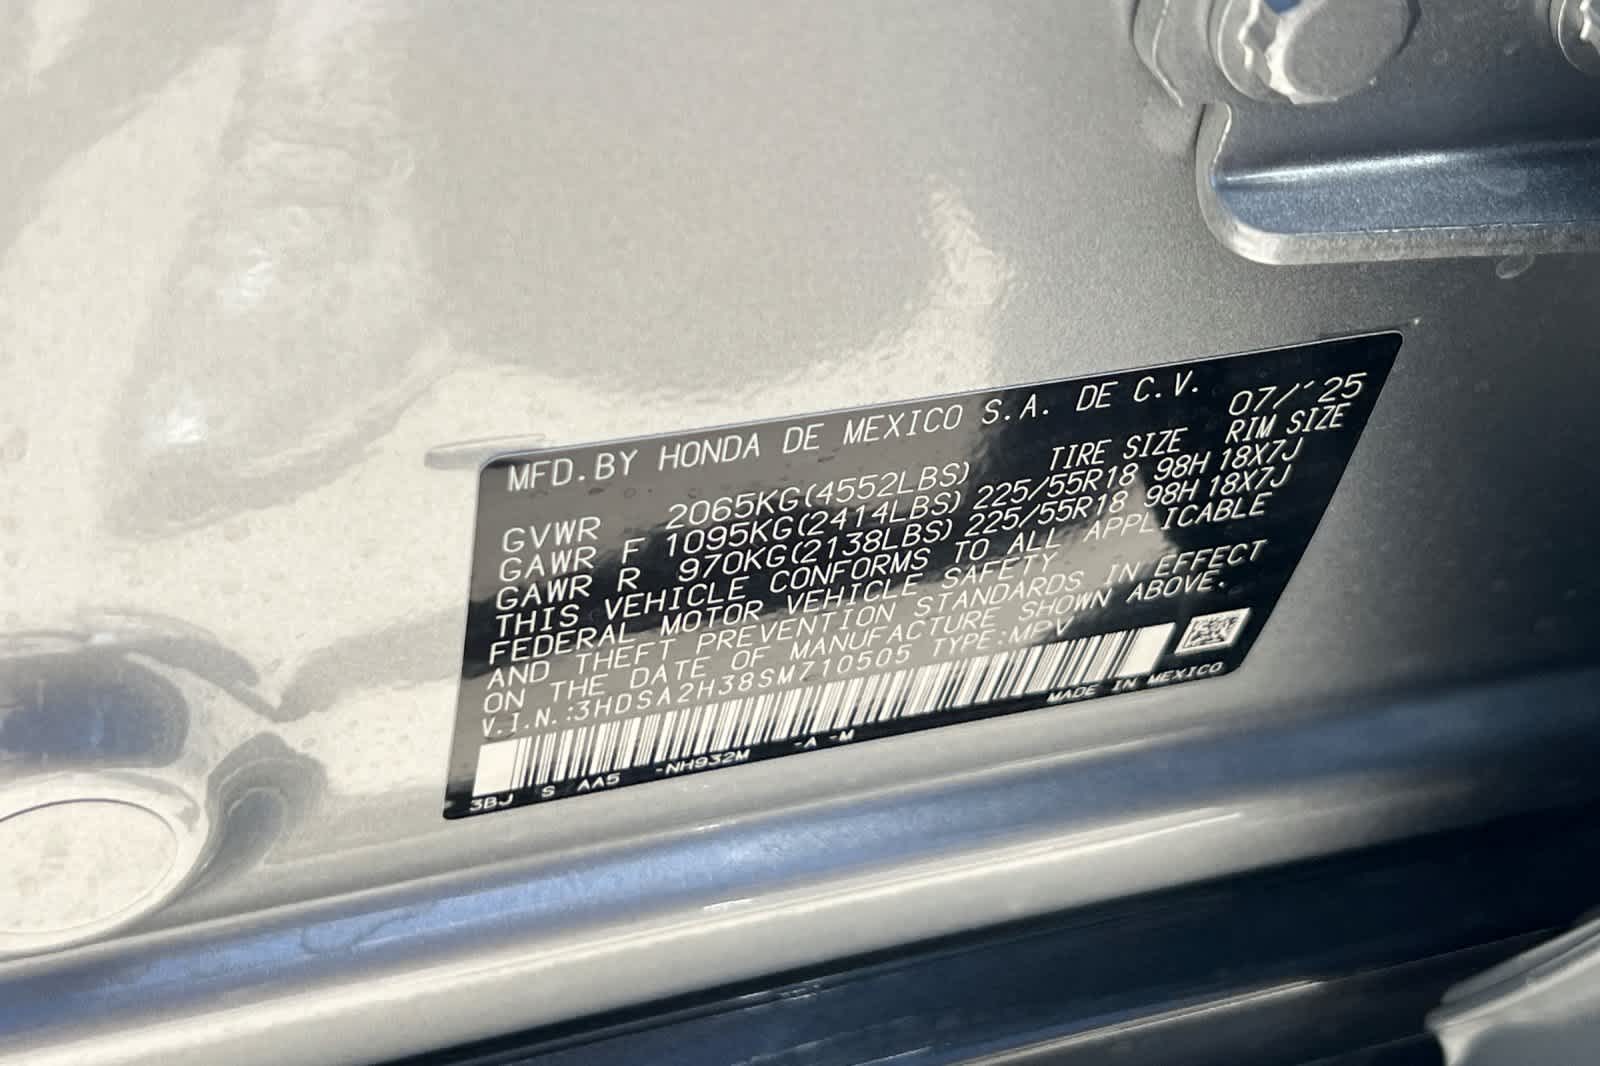 MFD.BY HONDA DE MEXICO S.A. DE C.V. 07/'25
TIRE SIZE RIM SIZE
GVWR 2065KG(4552LBS)
GAWR F 1095KG(2414LBS) 225/55R18 98H 18X7J
GAWR R 970KG(2138LBS) 225/55R18 98H 18X7J
THIS VEHICLE CONFORMS TO ALL APPLICABLE
FEDERAL MOTOR VEHICLE SAFETY
AND THEFT PREVENTION STANDARDS IN EFFECT
ON THE DATE OF MANUFACTURE SHOWN ABOVE.
V.I.N.:3HDSA2H38SM710505 TYPE:MPV
MADE IN MEXICO
3BJ S AA5 -NH932M -A -M